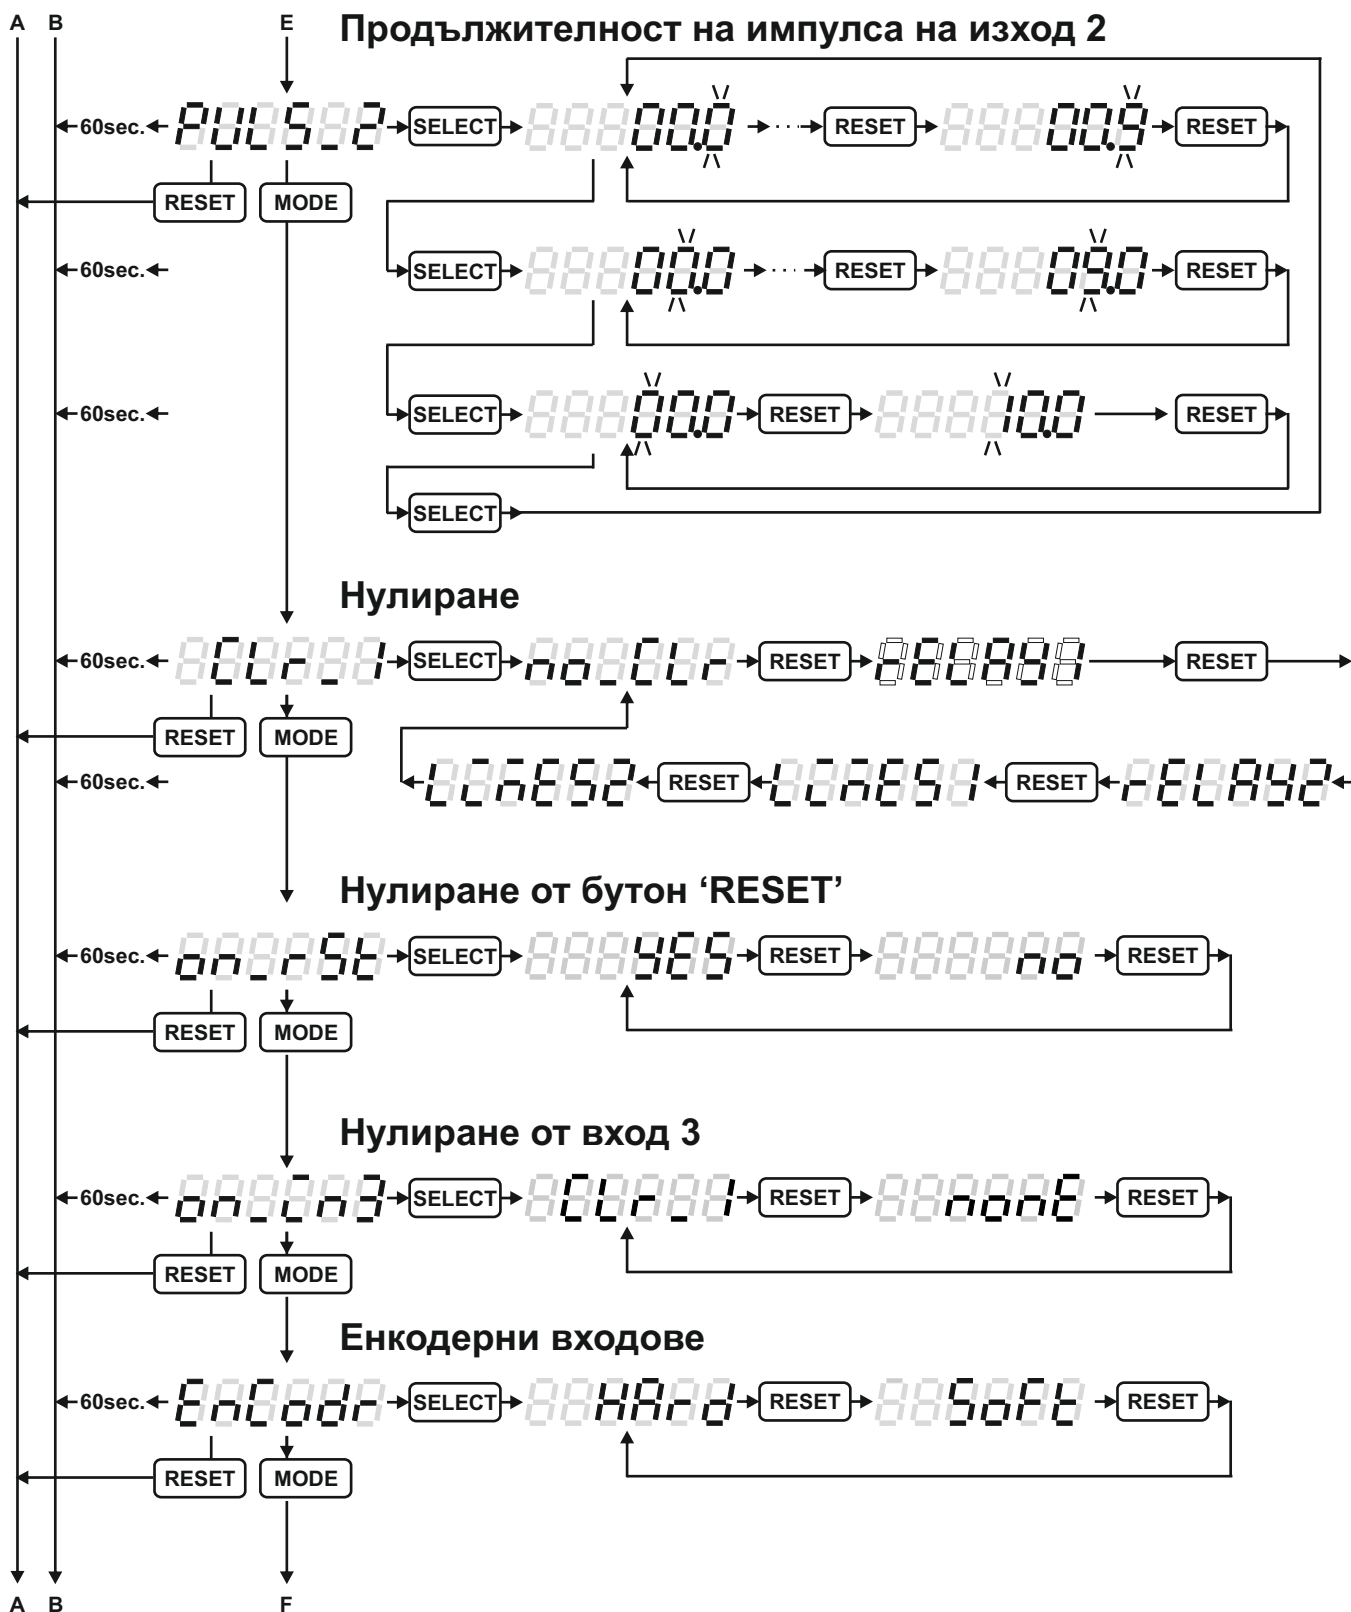 A B E Продължителност на импулса на изход 2
60sec. PULS_2 SELECT 00.0 RESET 00.9 RESET
RESET MODE
60sec. SELECT 00.0 RESET 09.0 RESET
60sec. SELECT 00.0 RESET 10.0 RESET
SELECT
Нулиране
60sec. CLr_1 SELECT no_CLr RESET rELAY1 RESET
RESET MODE
60sec. LinES2 RESET LinES1 RESET rELAY2
Нулиране от бутон ‘RESET’
60sec. on_rSt SELECT YES RESET no RESET
RESET MODE
Нулиране от вход 3
60sec. on_in3 SELECT CLr_1 RESET nonE RESET
RESET MODE
Енкодерни входове
60sec. EnCodr SELECT HArd RESET SoFt RESET
RESET MODE
A B F